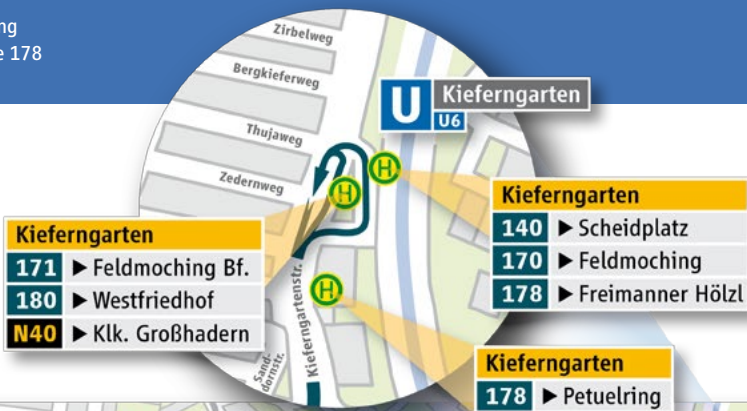 ng
e 178
Zirbelweg
Bergkieferweg
Thujaweg
Zedernweg
U Kieferngarten
U6
H
H
H
Kieferngarten
171 ▶ Feldmoching Bf.
180 ▶ Westfriedhof
N40 ▶ Klk. Großhadern
Kieferngarten
140 ▶ Scheidplatz
170 ▶ Feldmoching
178 ▶ Freimanner Hölzl
Kieferngartenstr.
Sand-
dornstr.
Kieferngarten
178 ▶ Petuelring